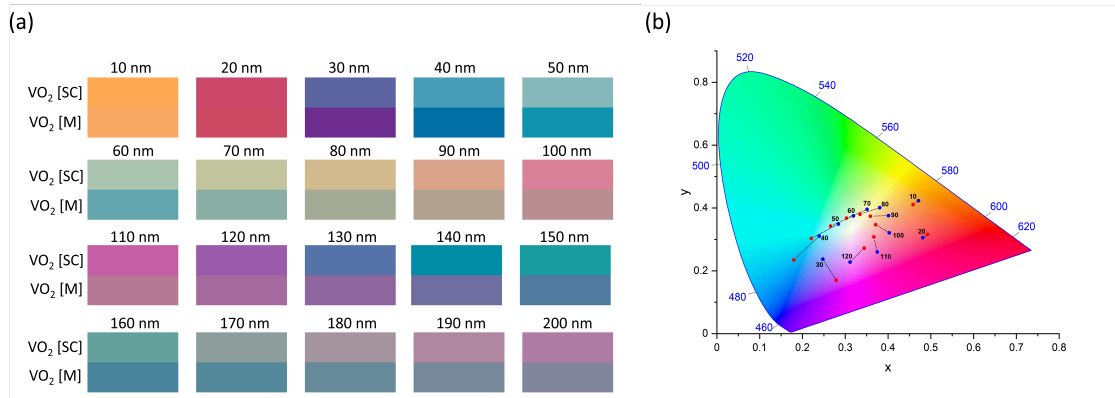 (a)
10 nm 20 nm 30 nm 40 nm 50 nm
VO₂ [SC]
VO₂ [M]
60 nm 70 nm 80 nm 90 nm 100 nm
VO₂ [SC]
VO₂ [M]
110 nm 120 nm 130 nm 140 nm 150 nm
VO₂ [SC]
VO₂ [M]
160 nm 170 nm 180 nm 190 nm 200 nm
VO₂ [SC]
VO₂ [M]
(b)
0.8
0.6
0.4
0.2
0
y
0 0.1 0.2 0.3 0.4 0.5 0.6 0.7 0.8
x
460
480
500
520
540
560
580
600
620
10
20
30
40
50
60
70
80
90
100
110
120